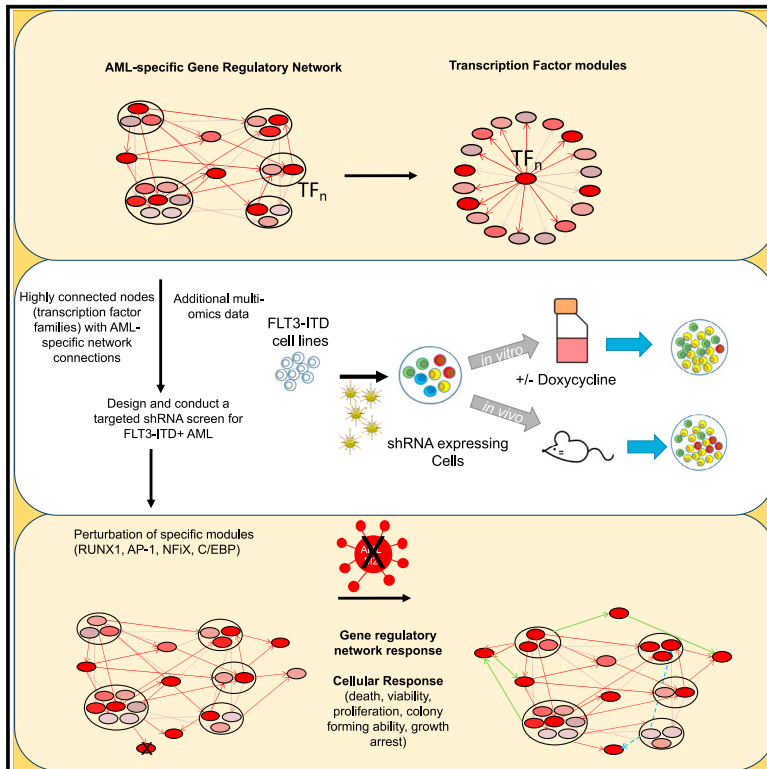 AML-specific Gene Regulatory Network
Transcription Factor modules
TFn
TFn
Highly connected nodes
(transcription factor
families) with AML-
specific network
connections
Additional multi-
omics data
Design and conduct a
targeted shRNA screen for
FLT3-ITD+ AML
FLT3-ITD
cell lines
shRNA expressing
Cells
in vitro
in vivo
+/- Doxycycline
Perturbation of specific modules
(RUNX1, AP-1, NFiX, C/EBP)
X
X
Gene regulatory
network response
Cellular Response
(death, viability,
proliferation, colony
forming ability, growth
arrest)